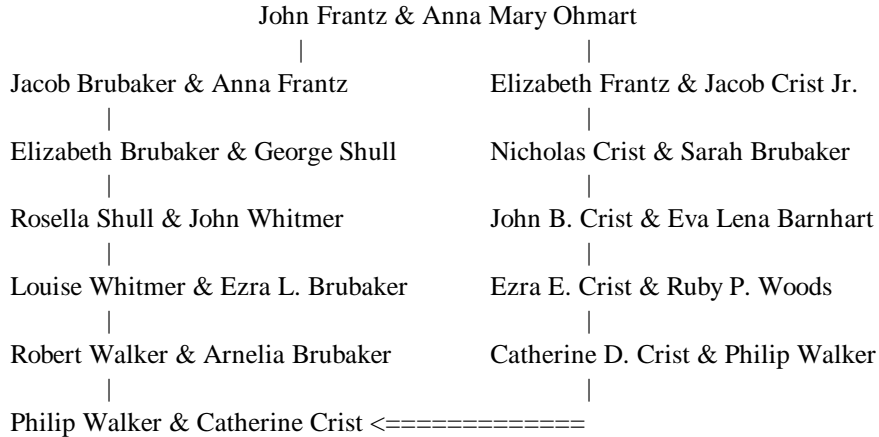 John Frantz & Anna Mary Ohmart
| |
Jacob Brubaker & Anna Frantz Elizabeth Frantz & Jacob Crist Jr.
| |
Elizabeth Brubaker & George Shull Nicholas Crist & Sarah Brubaker
| |
Rosella Shull & John Whitmer John B. Crist & Eva Lena Barnhart
| |
Louise Whitmer & Ezra L. Brubaker Ezra E. Crist & Ruby P. Woods
| |
Robert Walker & Arnelia Brubaker Catherine D. Crist & Philip Walker
| |
Philip Walker & Catherine Crist <=============